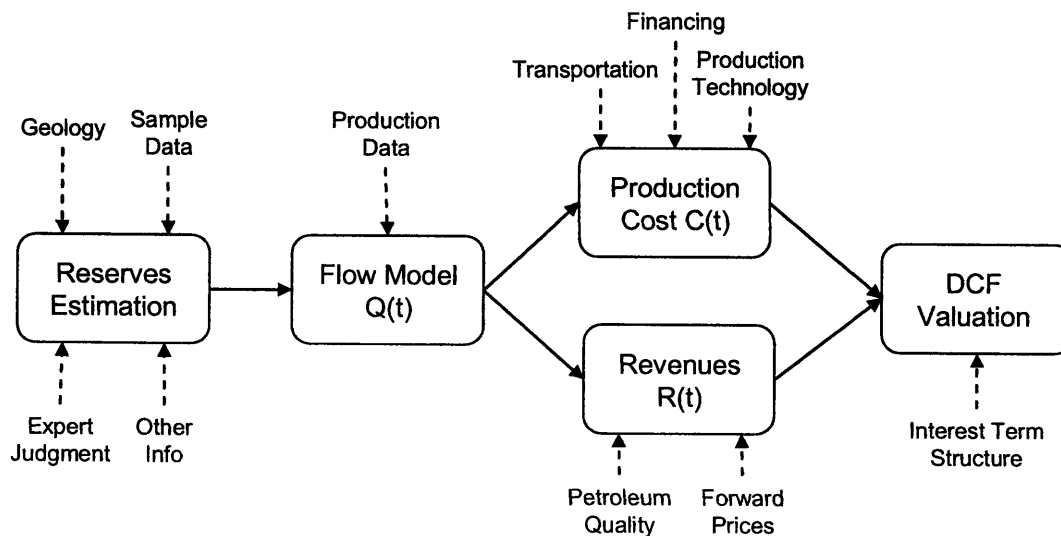 Financing
Transportation
Production
Technology
Geology
Sample
Data
Production
Data
Production
Cost C(t)
Reserves
Estimation
Flow Model
Q(t)
DCF
Valuation
Revenues
R(t)
Expert
Judgment
Other
Info
Interest Term
Structure
Petroleum
Quality
Forward
Prices